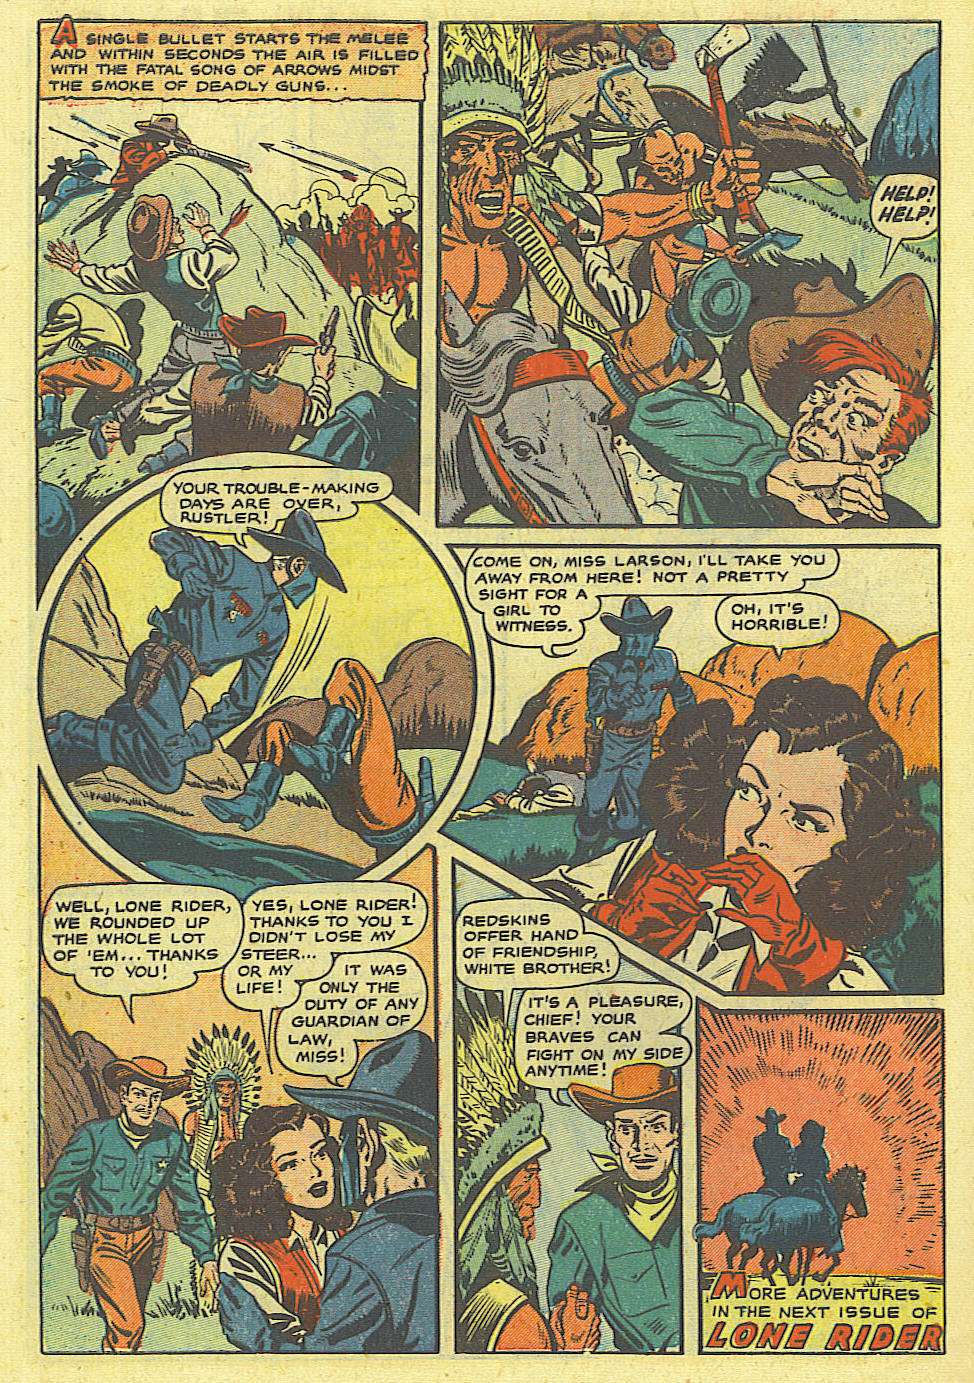 A SINGLE BULLET STARTS THE MELEE
AND WITHIN SECONDS THE AIR IS FILLED
WITH THE FATAL SONG OF ARROWS MIDST
THE SMOKE OF DEADLY GUNS...
HELP!
HELP!
YOUR TROUBLE-MAKING
DAYS ARE OVER,
RUSTLER!
COME ON, MISS LARSON, I'LL TAKE YOU
AWAY FROM HERE! NOT A PRETTY
SIGHT FOR A
GIRL TO
WITNESS.
OH, IT'S
HORRIBLE!
WELL, LONE RIDER,
WE ROUNDED UP
THE WHOLE LOT
OF 'EM... THANKS
TO YOU!
YES, LONE RIDER!
THANKS TO YOU I
DIDN'T LOSE MY
STEER...
OR MY
LIFE!
IT WAS
ONLY THE
DUTY OF ANY
GUARDIAN OF
LAW,
MISS!
REDSKINS
OFFER HAND
OF FRIENDSHIP,
WHITE BROTHER!
IT'S A PLEASURE,
CHIEF! YOUR
BRAVES CAN
FIGHT ON MY SIDE
ANYTIME!
MORE ADVENTURES
IN THE NEXT ISSUE OF
LONE RIDER